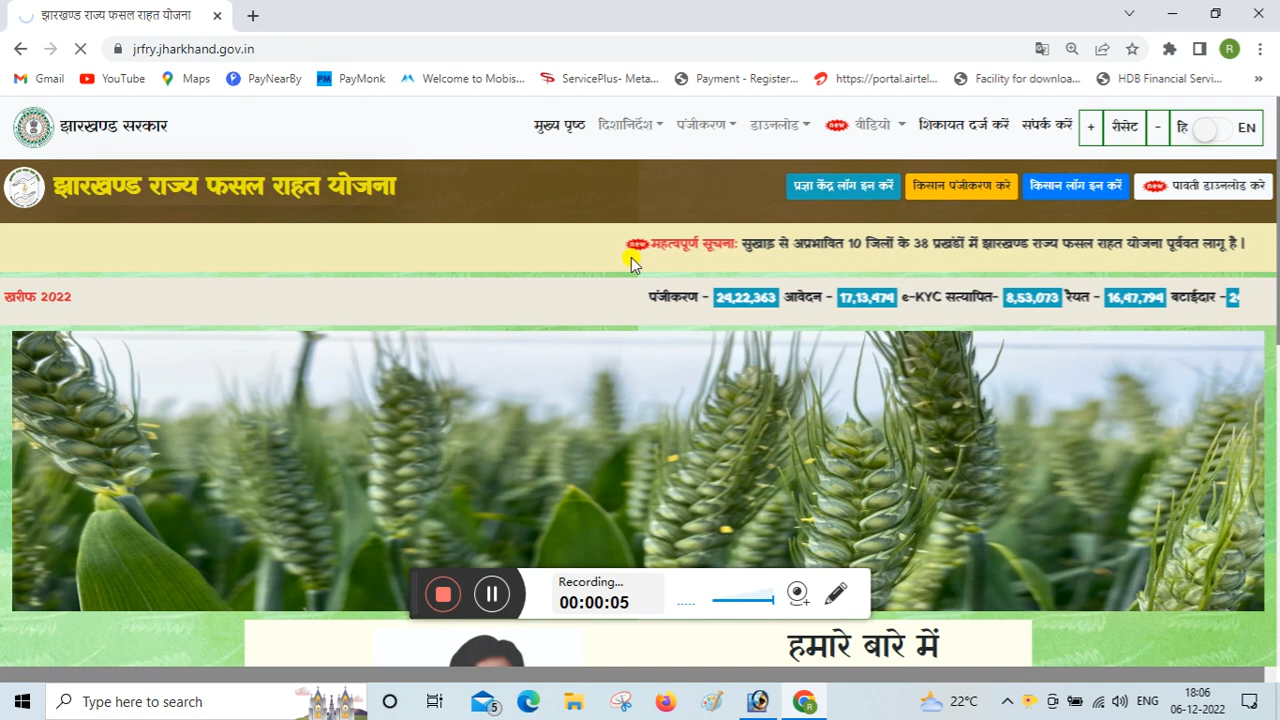 झारखण्ड राज्य फसल राहत योजना
jrfry.jharkhand.gov.in
R
Gmail YouTube Maps PayNearBy PM PayMonk Welcome to Mobis... ServicePlus- Meta... Payment - Register... https://portal.airtel... Facility for downloa... HDB Financial Servi... »
झारखण्ड सरकार
मुख्य पृष्ठ दिशानिर्देश पंजीकरण डाउनलोड new वीडियो शिकायत दर्ज करें संपर्क करें + रीसेट - हि EN
झारखण्ड राज्य फसल राहत योजना
प्रज्ञा केंद्र लॉग इन करें किसान पंजीकरण करे किसान लॉग इन करें new पावती डाउनलोड करे
new महत्वपूर्ण सूचना: सुखाड़ से अप्रभावित 10 जिलों के 38 प्रखंडों में झारखण्ड राज्य फसल राहत योजना पूर्ववत लागू है।
खरीफ 2022
पंजीकरण - 24,22,363 आवेदन - 17,13,474 e-KYC सत्यापित- 8,53,073 रैयत - 16,47,794 बटाईदार -
Recording...
00:00:05
हमारे बारे में
Type here to search
5
R
22°C
ENG
18:06
06-12-2022